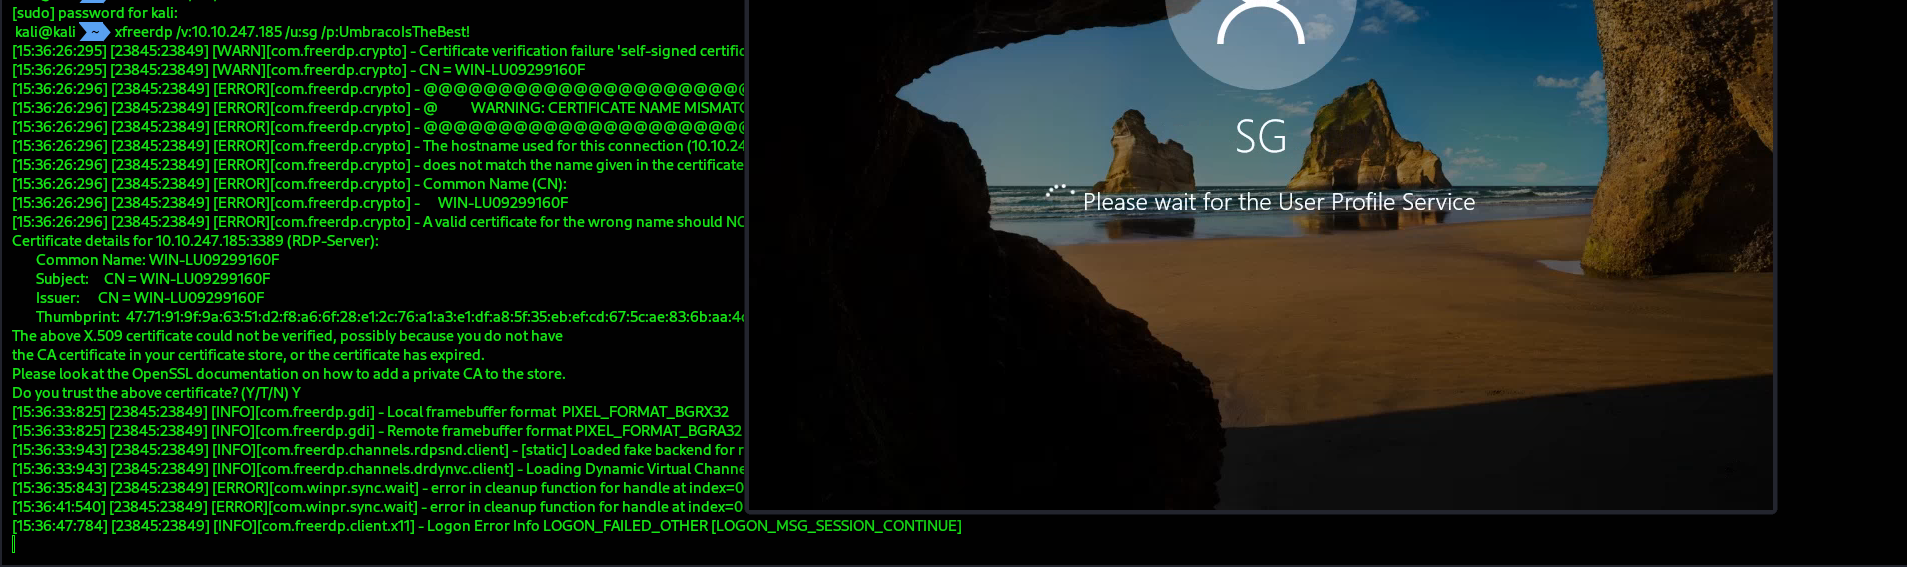 [sudo] password for kali:
kali@kali ~ xfreerdp /v:10.10.247.185 /u:sg /p:UmbracoIsTheBest!
[15:36:26:295] [23845:23849] [WARN][com.freerdp.crypto] - Certificate verification failure 'self-signed certific
[15:36:26:295] [23845:23849] [WARN][com.freerdp.crypto] - CN = WIN-LU09299160F
[15:36:26:296] [23845:23849] [ERROR][com.freerdp.crypto] - @@@@@@@@@@@@@@@@@@@@@@
[15:36:26:296] [23845:23849] [ERROR][com.freerdp.crypto] - @ WARNING: CERTIFICATE NAME MISMATC
[15:36:26:296] [23845:23849] [ERROR][com.freerdp.crypto] - @@@@@@@@@@@@@@@@@@@@@@
[15:36:26:296] [23845:23849] [ERROR][com.freerdp.crypto] - The hostname used for this connection (10.10.24
[15:36:26:296] [23845:23849] [ERROR][com.freerdp.crypto] - does not match the name given in the certificate
[15:36:26:296] [23845:23849] [ERROR][com.freerdp.crypto] - Common Name (CN):
[15:36:26:296] [23845:23849] [ERROR][com.freerdp.crypto] - WIN-LU09299160F
[15:36:26:296] [23845:23849] [ERROR][com.freerdp.crypto] - A valid certificate for the wrong name should NO
Certificate details for 10.10.247.185:3389 (RDP-Server):
Common Name: WIN-LU09299160F
Subject: CN = WIN-LU09299160F
Issuer: CN = WIN-LU09299160F
Thumbprint: 47:71:91:9f:9a:63:51:d2:f8:a6:6f:28:e1:2c:76:a1:a3:e1:df:a8:5f:35:eb:ef:cd:67:5c:ae:83:6b:aa:4
The above X.509 certificate could not be verified, possibly because you do not have
the CA certificate in your certificate store, or the certificate has expired.
Please look at the OpenSSL documentation on how to add a private CA to the store.
Do you trust the above certificate? (Y/T/N) Y
[15:36:33:825] [23845:23849] [INFO][com.freerdp.gdi] - Local framebuffer format PIXEL_FORMAT_BGRX32
[15:36:33:825] [23845:23849] [INFO][com.freerdp.gdi] - Remote framebuffer format PIXEL_FORMAT_BGRA32
[15:36:33:943] [23845:23849] [INFO][com.freerdp.channels.rdpsnd.client] - [static] Loaded fake backend for r
[15:36:33:943] [23845:23849] [INFO][com.freerdp.channels.drdynvc.client] - Loading Dynamic Virtual Channe
[15:36:35:843] [23845:23849] [ERROR][com.winpr.sync.wait] - error in cleanup function for handle at index=0
[15:36:41:540] [23845:23849] [ERROR][com.winpr.sync.wait] - error in cleanup function for handle at index=0
[15:36:47:784] [23845:23849] [INFO][com.freerdp.client.x11] - Logon Error Info LOGON_FAILED_OTHER [LOGON_MSG_SESSION_CONTINUE]
SG
Please wait for the User Profile Service